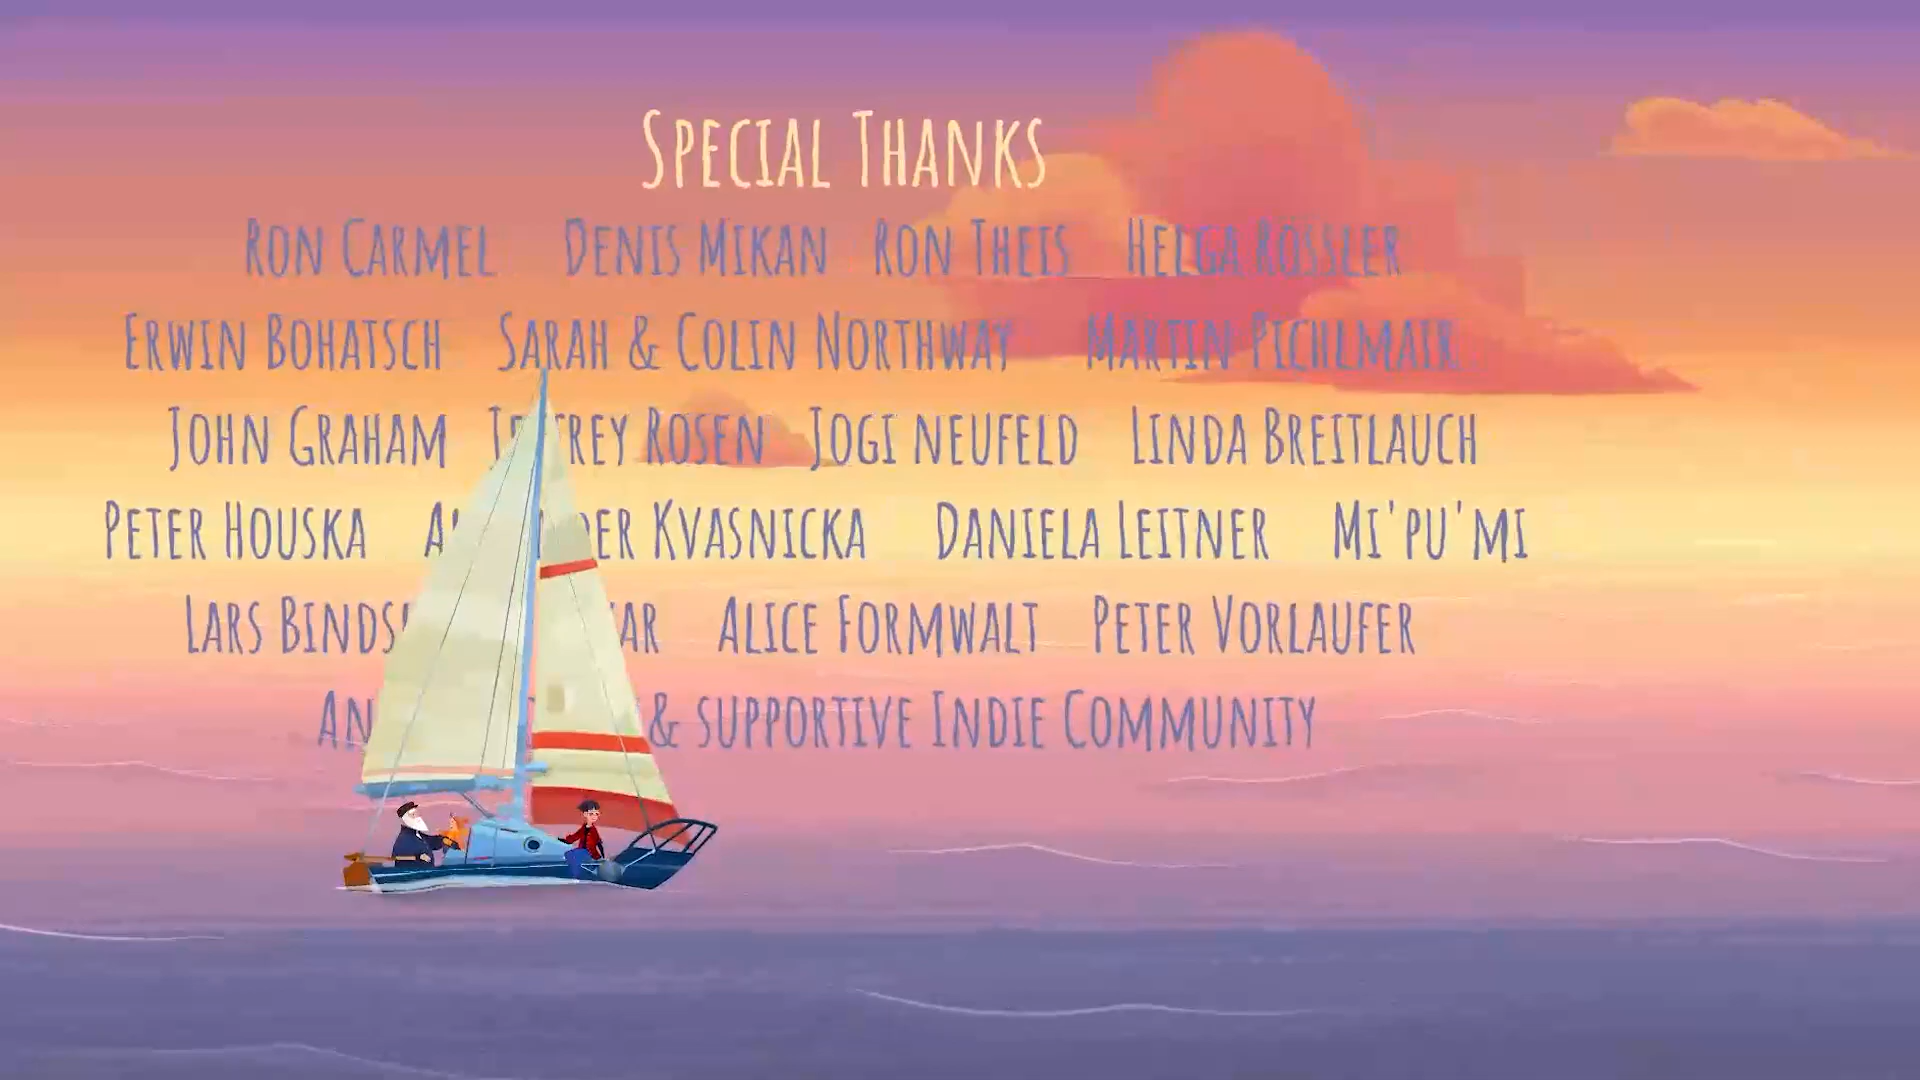 Special Thanks
Ron Carmel Denis Mikan Ron Theis Helga Rössler
Erwin Bohatsch Sarah & Colin Northway Martin Pichlmair
John Graham Rosen Jogi Neufeld Linda Breitlauch
Peter Houska Kvasnicka Daniela Leitner Mi'pu'mi
Lars Alice Formwalt Peter Vorlaufer
& supportive Indie Community